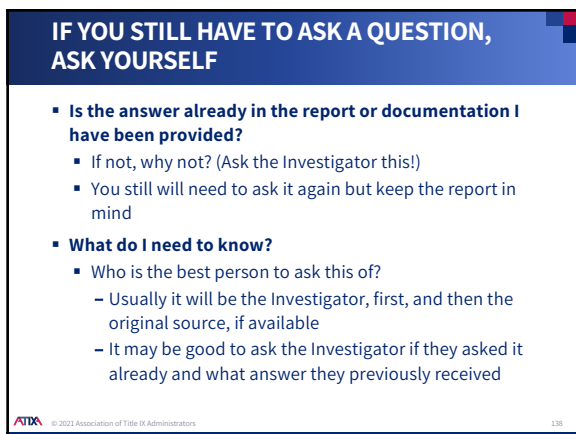 IF YOU STILL HAVE TO ASK A QUESTION,
ASK YOURSELF
▪ Is the answer already in the report or documentation I
have been provided?
▪ If not, why not? (Ask the Investigator this!)
▪ You still will need to ask it again but keep the report in
mind
▪ What do I need to know?
▪ Who is the best person to ask this of?
– Usually it will be the Investigator, first, and then the
original source, if available
– It may be good to ask the Investigator if they asked it
already and what answer they previously received
ATIXA © 2021 Association of Title IX Administrators
138